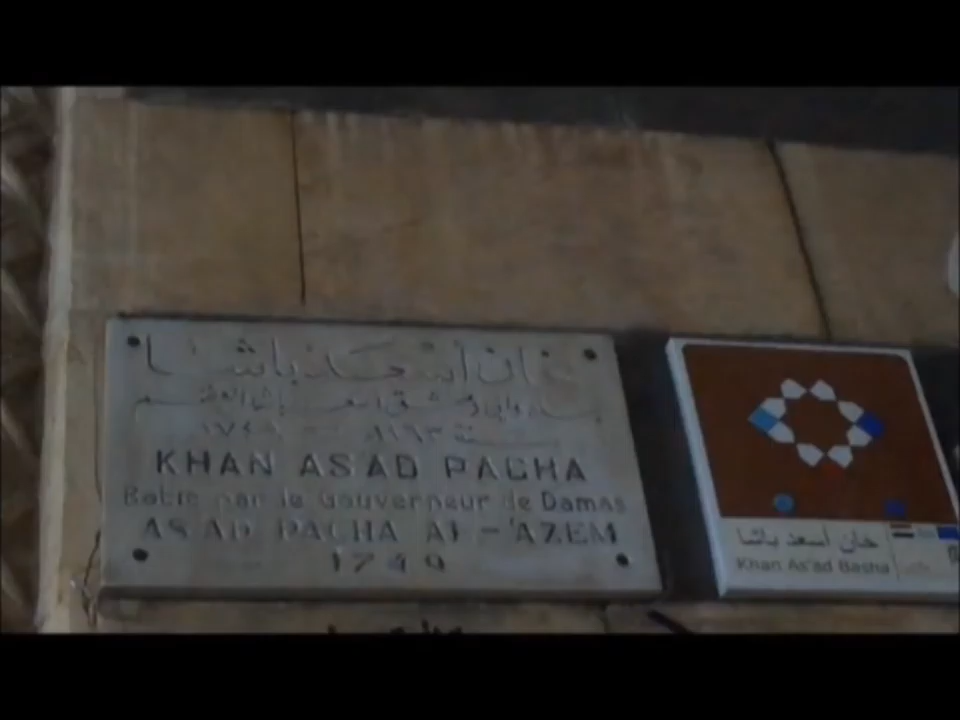 خان أسعد باشا
KHAN AS'AD PACHA
Batie par le Gouverneur de Damas
AS'AD PACHA AL-'AZEM
1749
خان أسعد باشا
Khan As'ad Basha